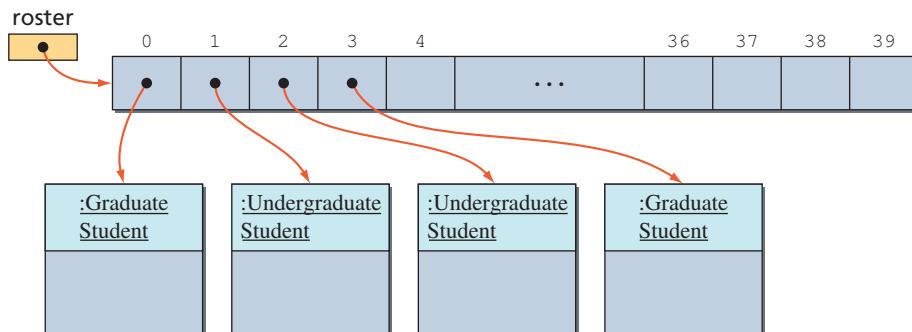 roster
0 1 2 3 4 ... 36 37 38 39
:Graduate
Student
:Undergraduate
Student
:Undergraduate
Student
:Graduate
Student